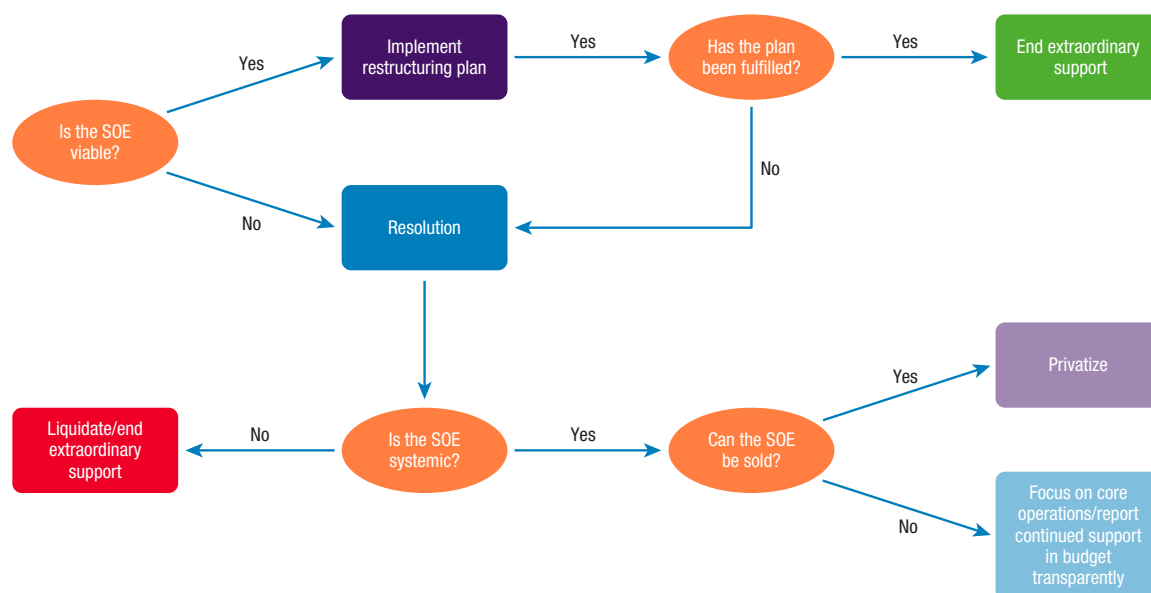 Is the SOE
viable?
Yes
Implement
restructuring plan
Yes
Has the plan
been fulfilled?
Yes
End extraordinary
support
No
Resolution
No
Liquidate/end
extraordinary
support
No
Is the SOE
systemic?
Yes
Can the SOE
be sold?
Yes
Privatize
No
Focus on core
operations/report
continued support
in budget
transparently